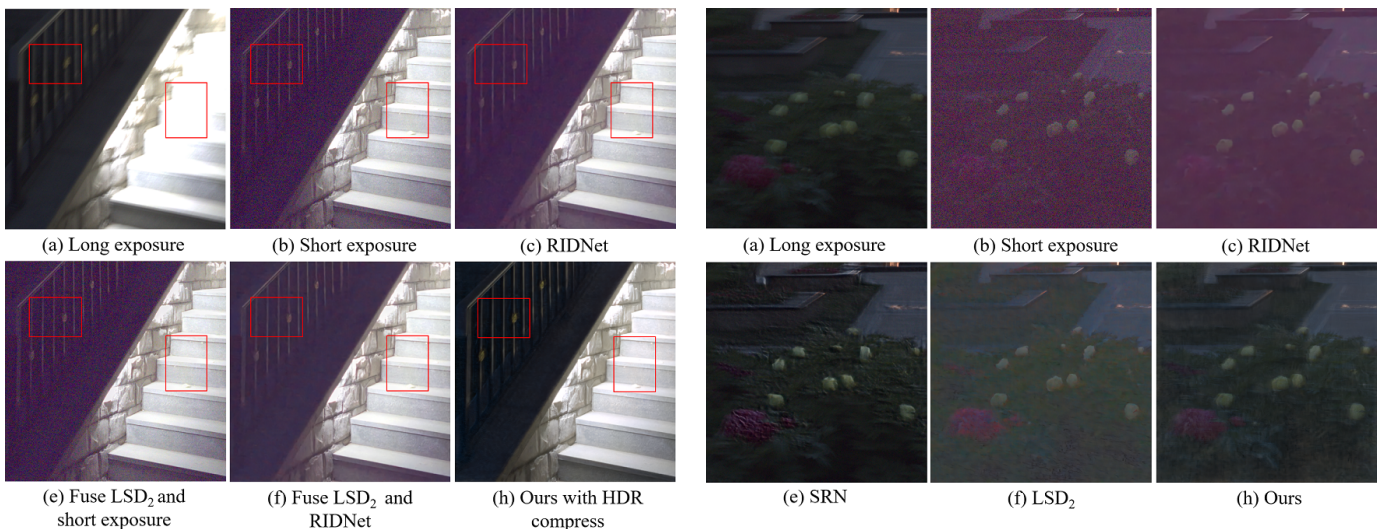 (a) Long exposure
(b) Short exposure
(c) RIDNet
(a) Long exposure
(b) Short exposure
(c) RIDNet
(e) Fuse LSD₂ and
short exposure
(f) Fuse LSD₂ and
RIDNet
(h) Ours with HDR
compress
(e) SRN
(f) LSD₂
(h) Ours